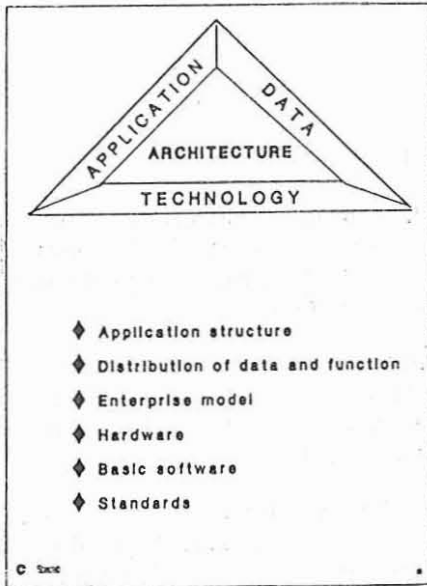 APPLICATION
DATA
ARCHITECTURE
TECHNOLOGY
Application structure
Distribution of data and function
Enterprise model
Hardware
Basic software
Standards
C